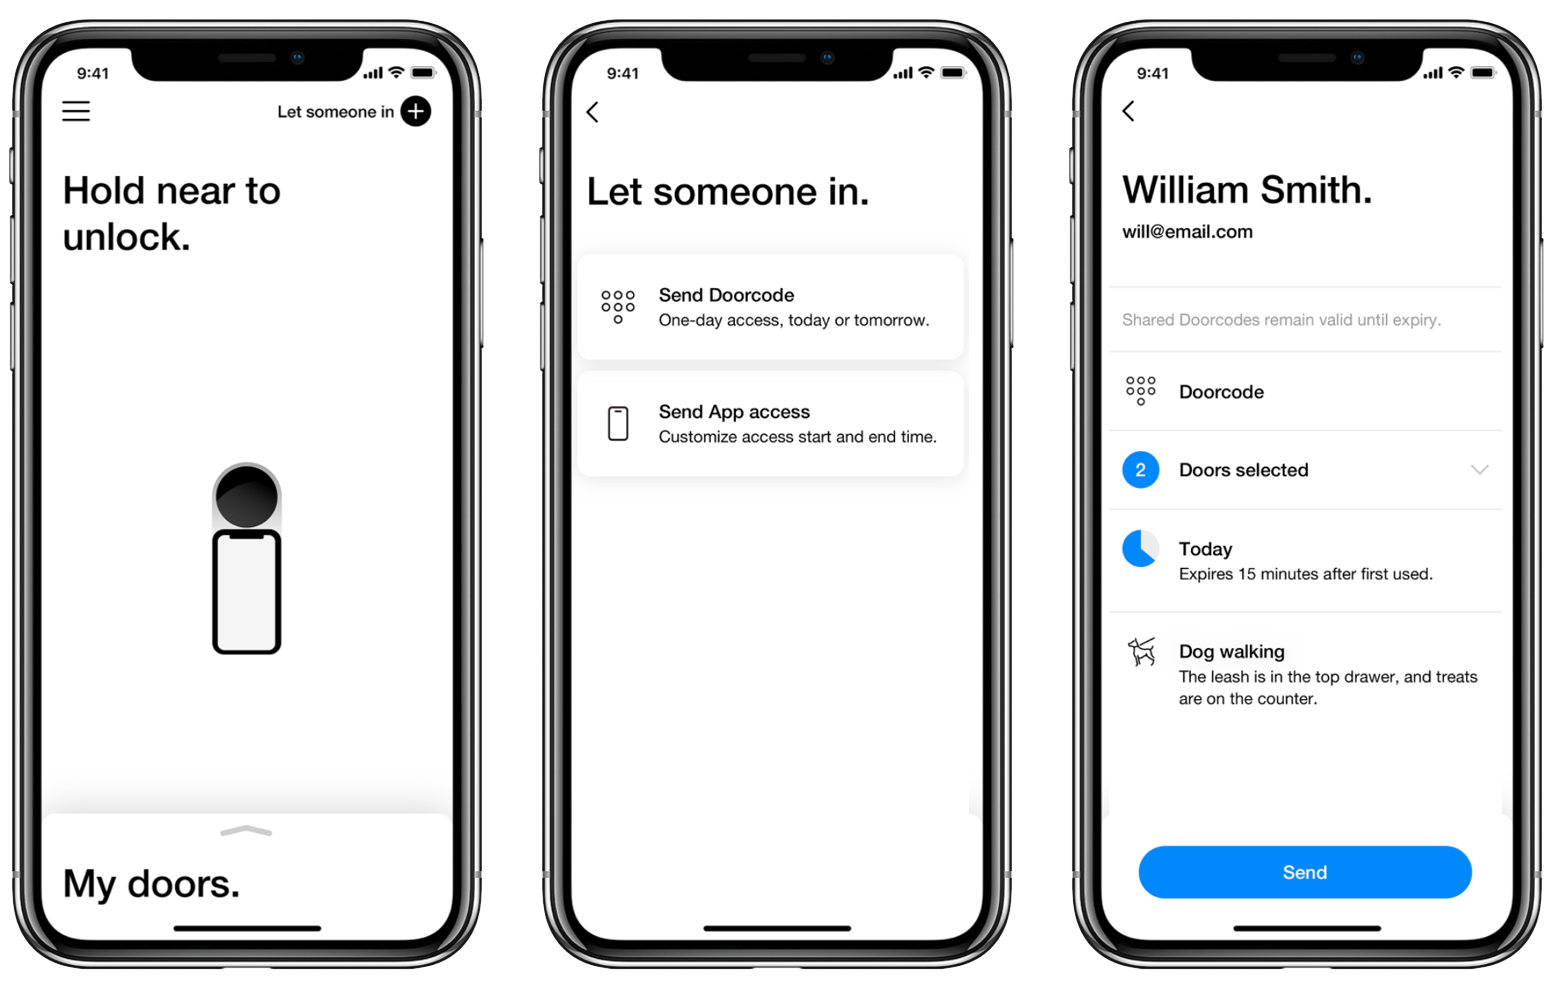 9:41
Let someone in
Hold near to
unlock.
My doors.
9:41
Let someone in.
Send Doorcode
One-day access, today or tomorrow.
Send App access
Customize access start and end time.
9:41
William Smith.
will@email.com
Shared Doorcodes remain valid until expiry.
Doorcode
2 Doors selected
Today
Expires 15 minutes after first used.
Dog walking
The leash is in the top drawer, and treats
are on the counter.
Send